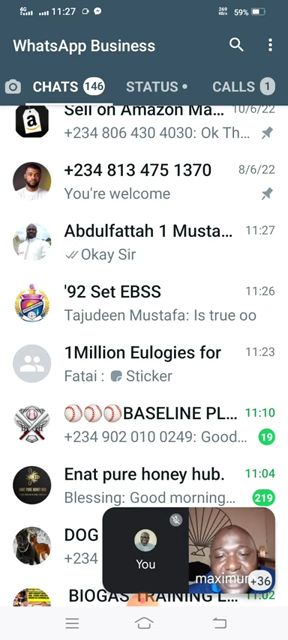 4G 11:27 268 KB/s 59%
WhatsApp Business
CHATS 146 STATUS • CALLS 1
Sell on Amazon Ma... 10/6/22
+234 806 430 4030: Ok Th...
+234 813 475 1370 8/6/22
You're welcome
Abdulfattah 1 Musta... 11:27
Okay Sir
'92 Set EBSS 11:26
Tajudeen Mustafa: Is true oo
1Million Eulogies for 11:23
Fatai : Sticker
⚾⚾⚾BASELINE PL... 11:10
+234 902 010 0249: Good... 19
Enat pure honey hub. 11:04
Blessing: Good morning... 219
DOG
+234
You
maximum
+36
BIOGAS TRAINING L... 11:02